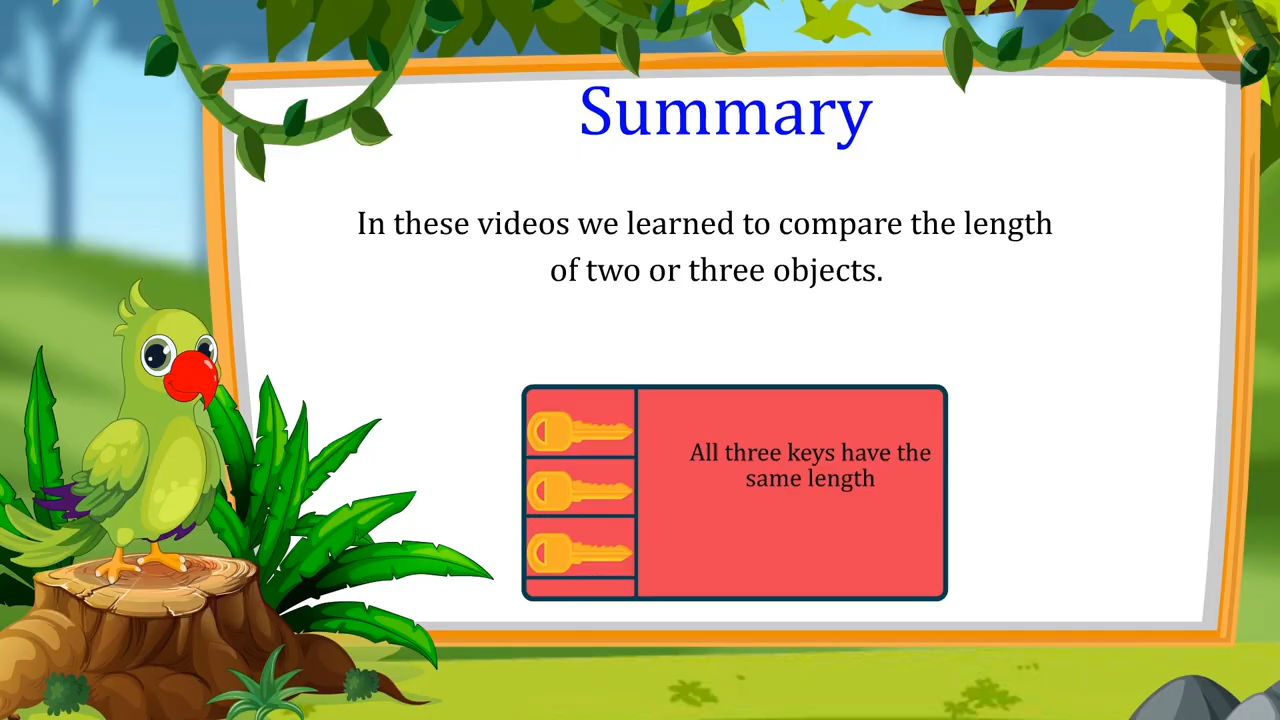 Summary
In these videos we learned to compare the length
of two or three objects.
All three keys have the
same length